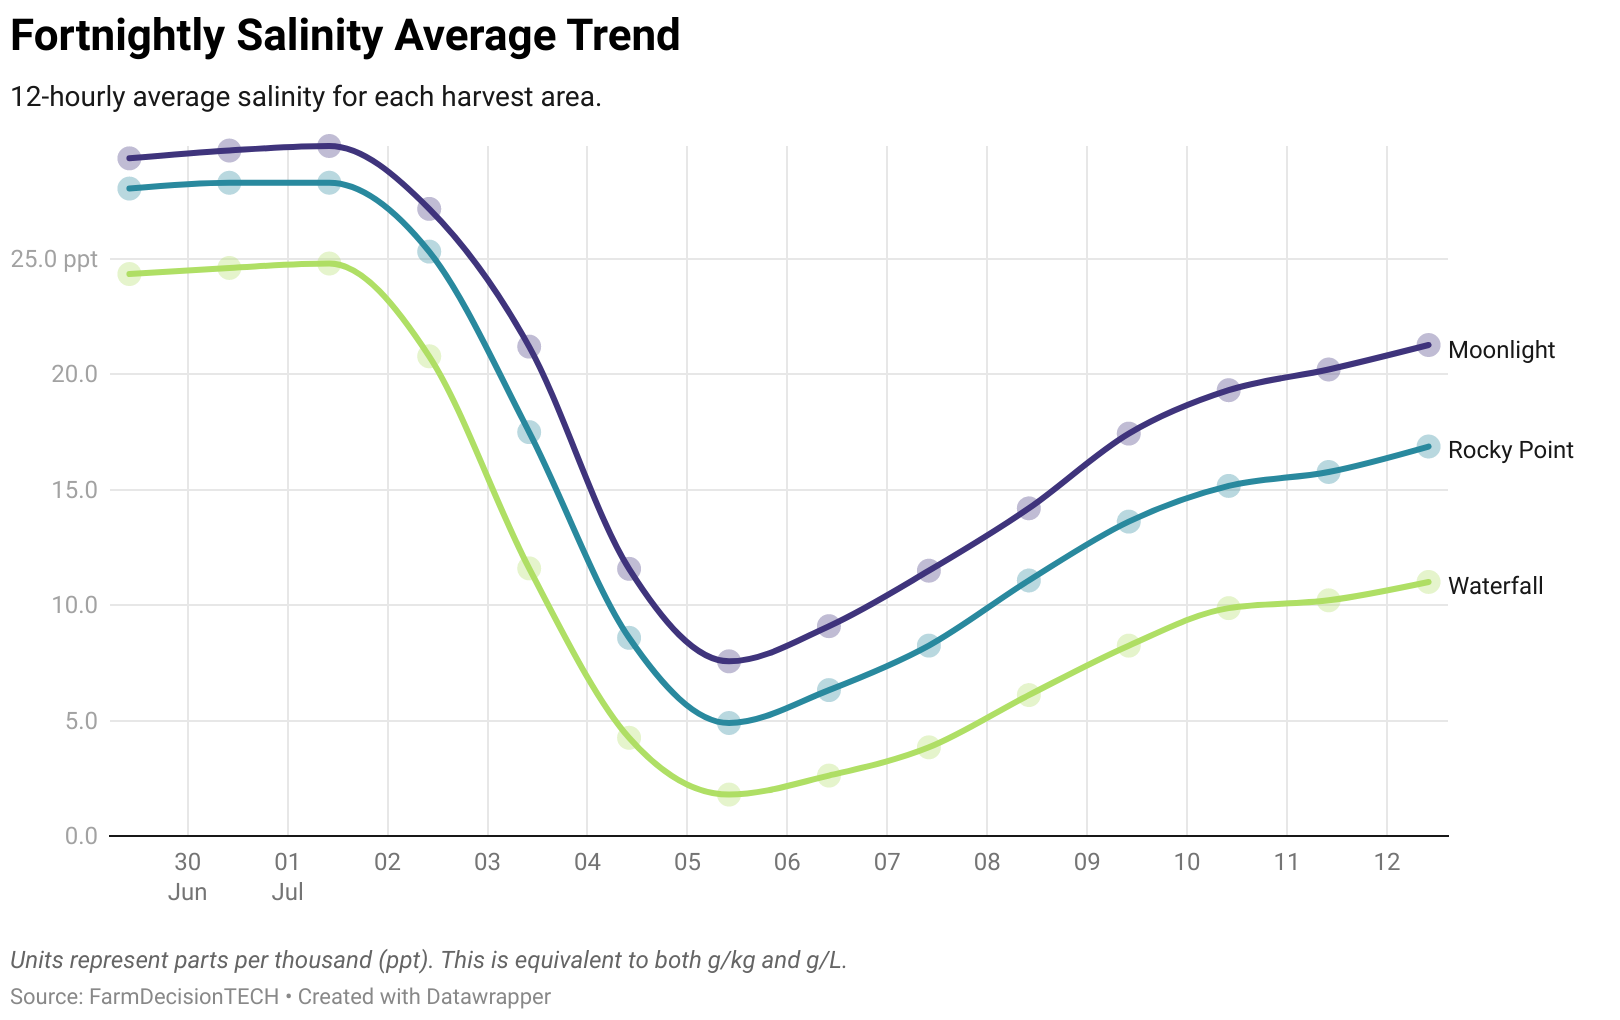 Fortnightly Salinity Average Trend
12-hourly average salinity for each harvest area.
25.0 ppt
20.0
15.0
10.0
5.0
0.0
Moonlight
Rocky Point
Waterfall
30 01 02 03 04 05 06 07 08 09 10 11 12
Jun Jul
Units represent parts per thousand (ppt). This is equivalent to both g/kg and g/L.
Source: FarmDecisionTECH • Created with Datawrapper